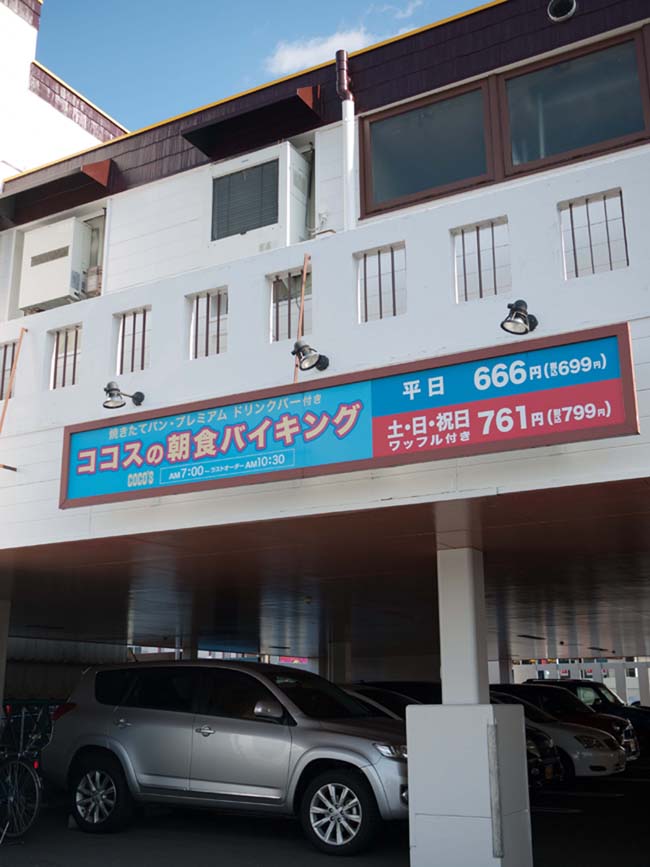 焼きたてパン・プレミアム ドリンクバー付き
ココスの朝食バイキング
COCO'S
AM7:00~ラストオーダーAM10:30
平日 666円(税込699円)
土・日・祝日 761円(税込799円)
ワッフル付き